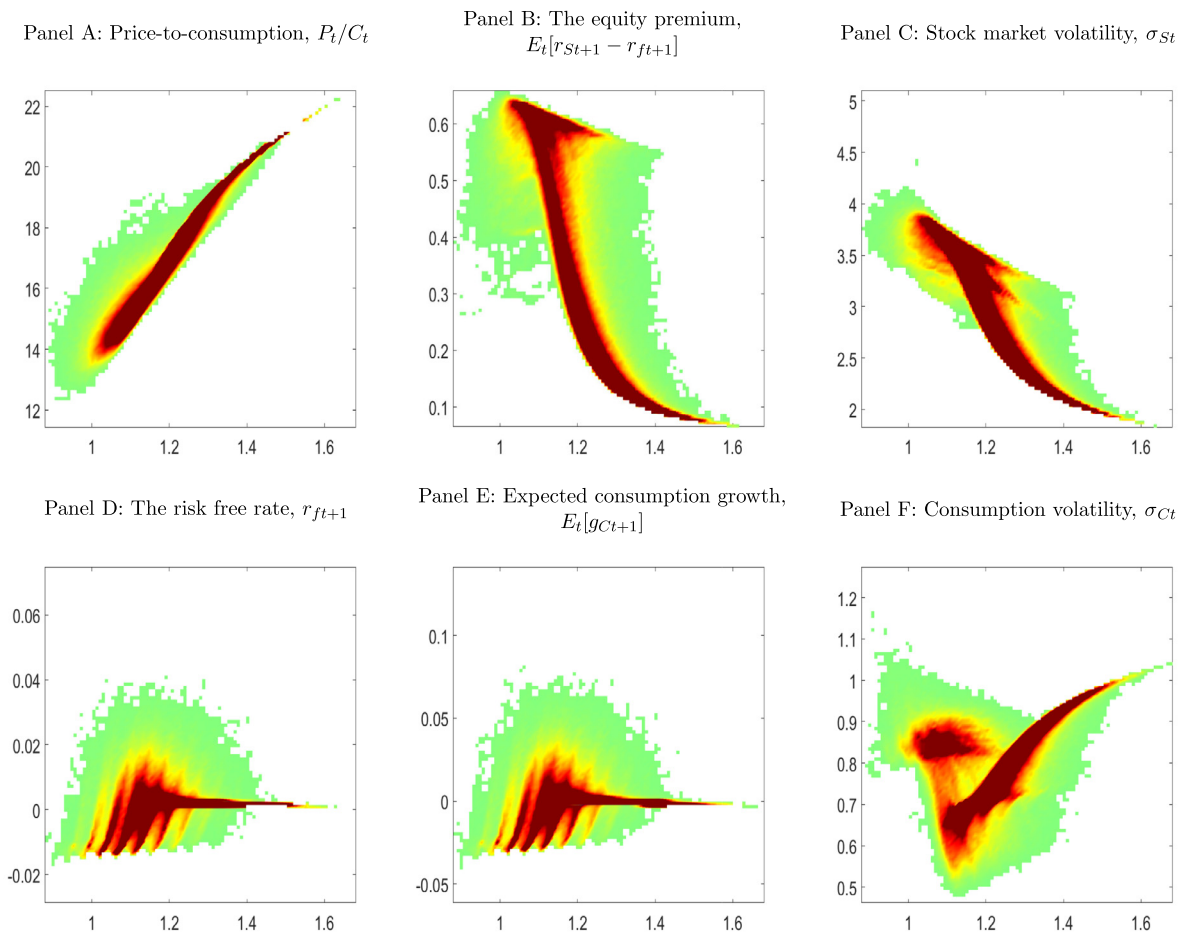 Panel A: Price-to-consumption, P_t/C_t
Panel B: The equity premium,
E_t[r_{St+1} − r_{ft+1}]
Panel C: Stock market volatility, σ_{St}
22
20
18
16
14
12
1 1.2 1.4 1.6
0.6
0.5
0.4
0.3
0.2
0.1
1 1.2 1.4 1.6
5
4.5
4
3.5
3
2.5
2
1 1.2 1.4 1.6
Panel D: The risk free rate, r_{ft+1}
Panel E: Expected consumption growth,
E_t[g_{Ct+1}]
Panel F: Consumption volatility, σ_{Ct}
0.06
0.04
0.02
0
-0.02
1 1.2 1.4 1.6
0.1
0.05
0
-0.05
1 1.2 1.4 1.6
1.2
1.1
1
0.9
0.8
0.7
0.6
0.5
1 1.2 1.4 1.6